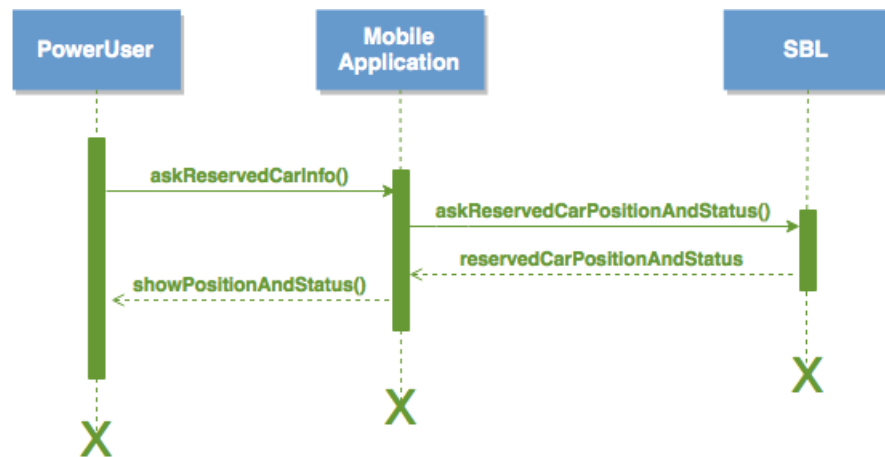 PowerUser
Mobile
Application
SBL
askReservedCarInfo()
askReservedCarPositionAndStatus()
reservedCarPositionAndStatus
showPositionAndStatus()
X
X
X